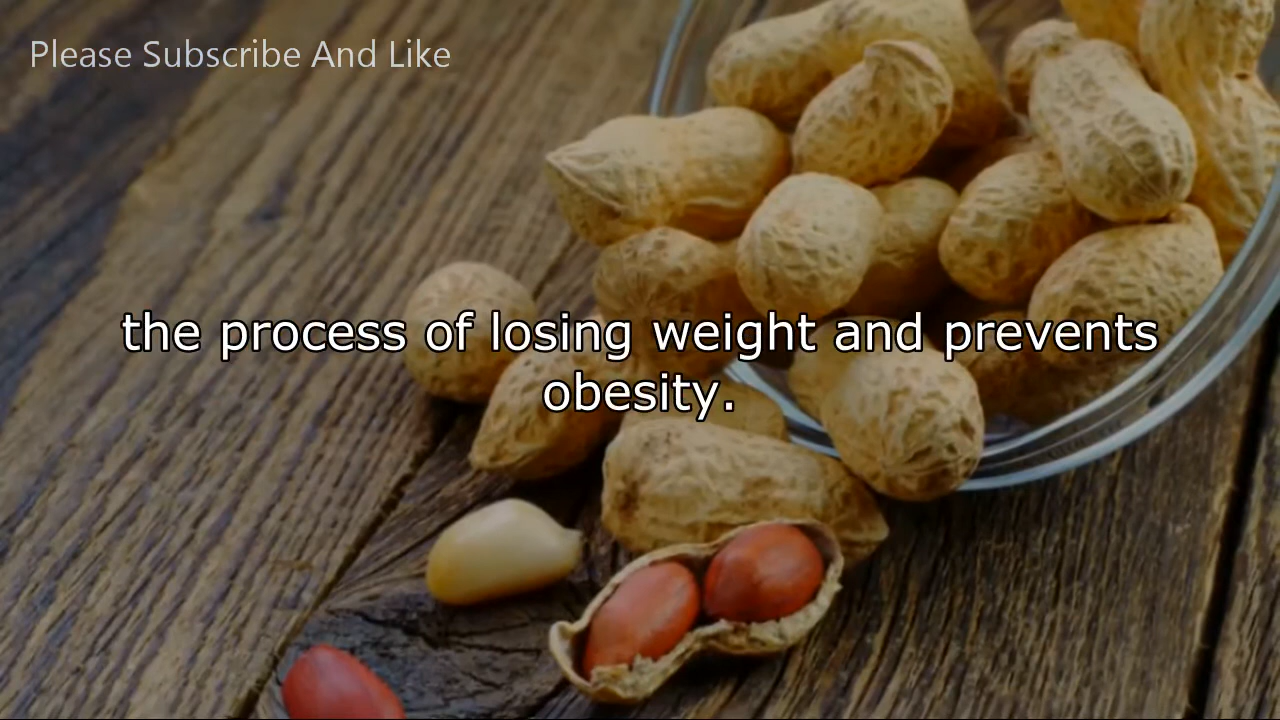 Please Subscribe And Like
the process of losing weight and prevents
obesity.